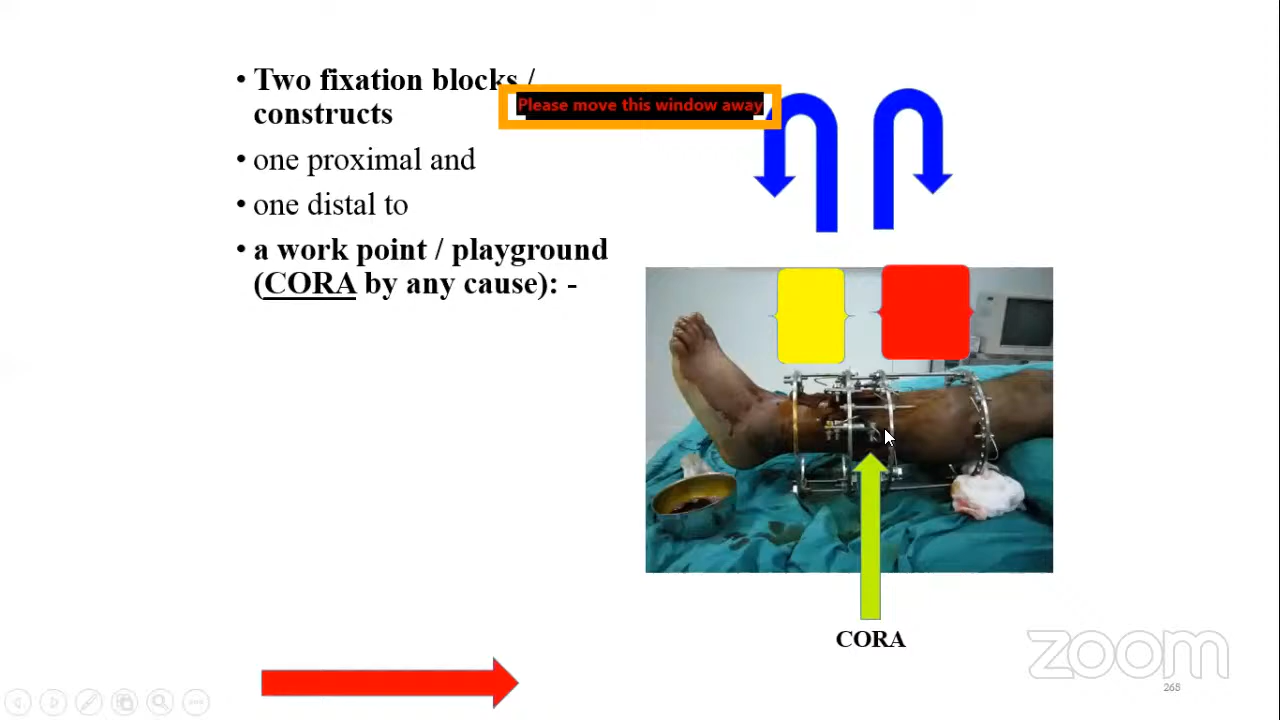 • Two fixation blocks /
constructs
Please move this window away
• one proximal and
• one distal to
• a work point / playground
(CORA by any cause): -
CORA
zoom
268